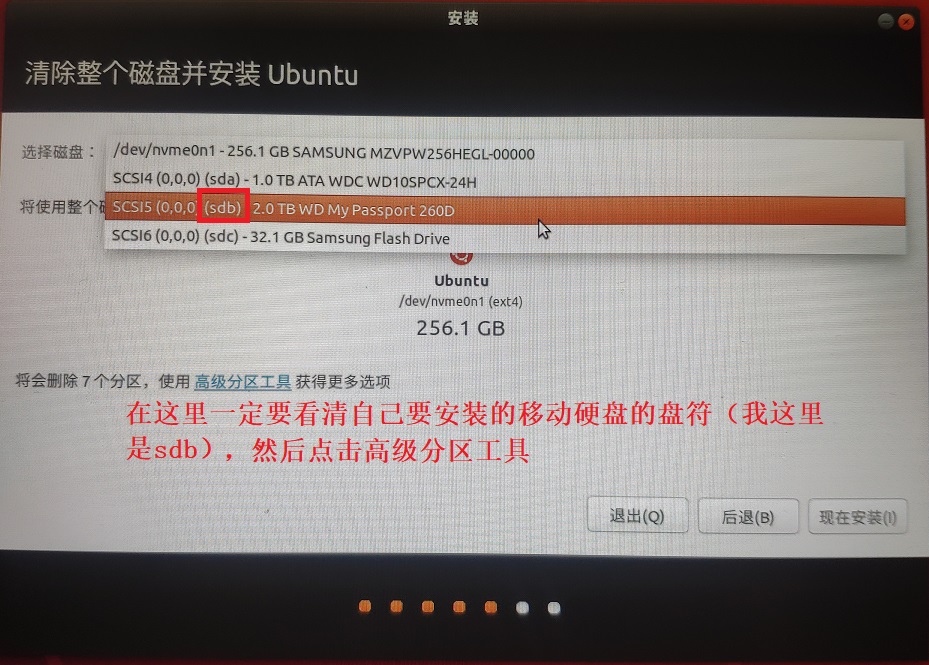 安装
清除整个磁盘并安装 Ubuntu
选择磁盘：
/dev/nvme0n1 - 256.1 GB SAMSUNG MZVPW256HEGL-00000
SCSI4 (0,0,0) (sda) - 1.0 TB ATA WDC WD10SPCX-24H
将使用整个
SCSI5 (0,0,0) (sdb) - 2.0 TB WD My Passport 260D
SCSI6 (0,0,0) (sdc) - 32.1 GB Samsung Flash Drive
Ubuntu
/dev/nvme0n1 (ext4)
256.1 GB
将会删除 7 个分区，使用 高级分区工具 获得更多选项
在这里一定要看清自己要安装的移动硬盘的盘符（我这里
是sdb），然后点击高级分区工具
退出(Q) 后退(B) 现在安装(I)